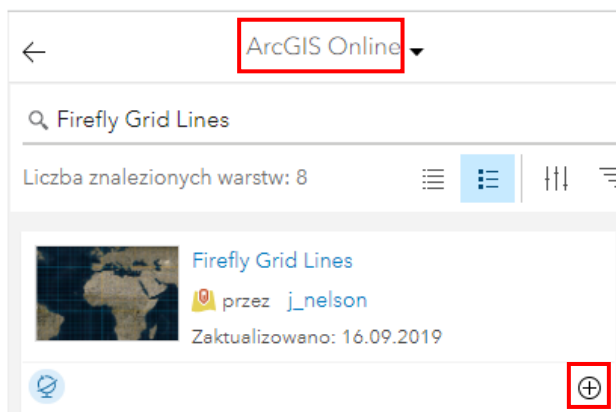 ArcGIS Online
Firefly Grid Lines
Liczba znalezionych warstw: 8
Firefly Grid Lines
przez j_nelson
Zaktualizowano: 16.09.2019